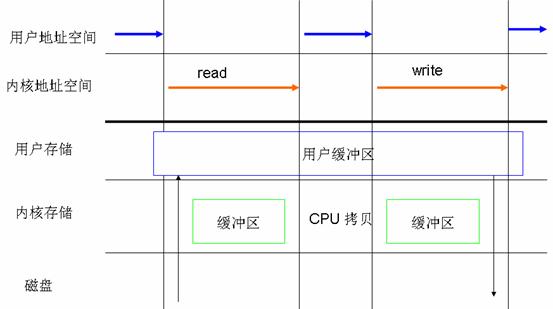 用户地址空间
内核地址空间
read
write
用户存储
用户缓冲区
内核存储
缓冲区
CPU 拷贝
缓冲区
磁盘